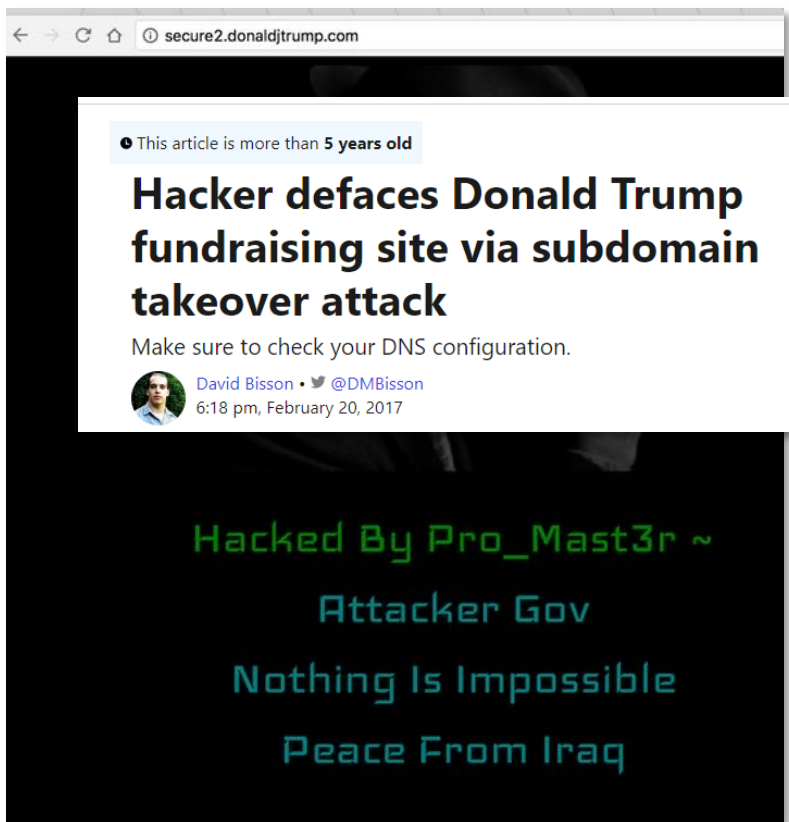 secure2.donaldjtrump.com
This article is more than 5 years old
Hacker defaces Donald Trump
fundraising site via subdomain
takeover attack
Make sure to check your DNS configuration.
David Bisson • @DMBisson
6:18 pm, February 20, 2017
Hacked By Pro_Mast3r ~
Attacker Gov
Nothing Is Impossible
Peace From Iraq